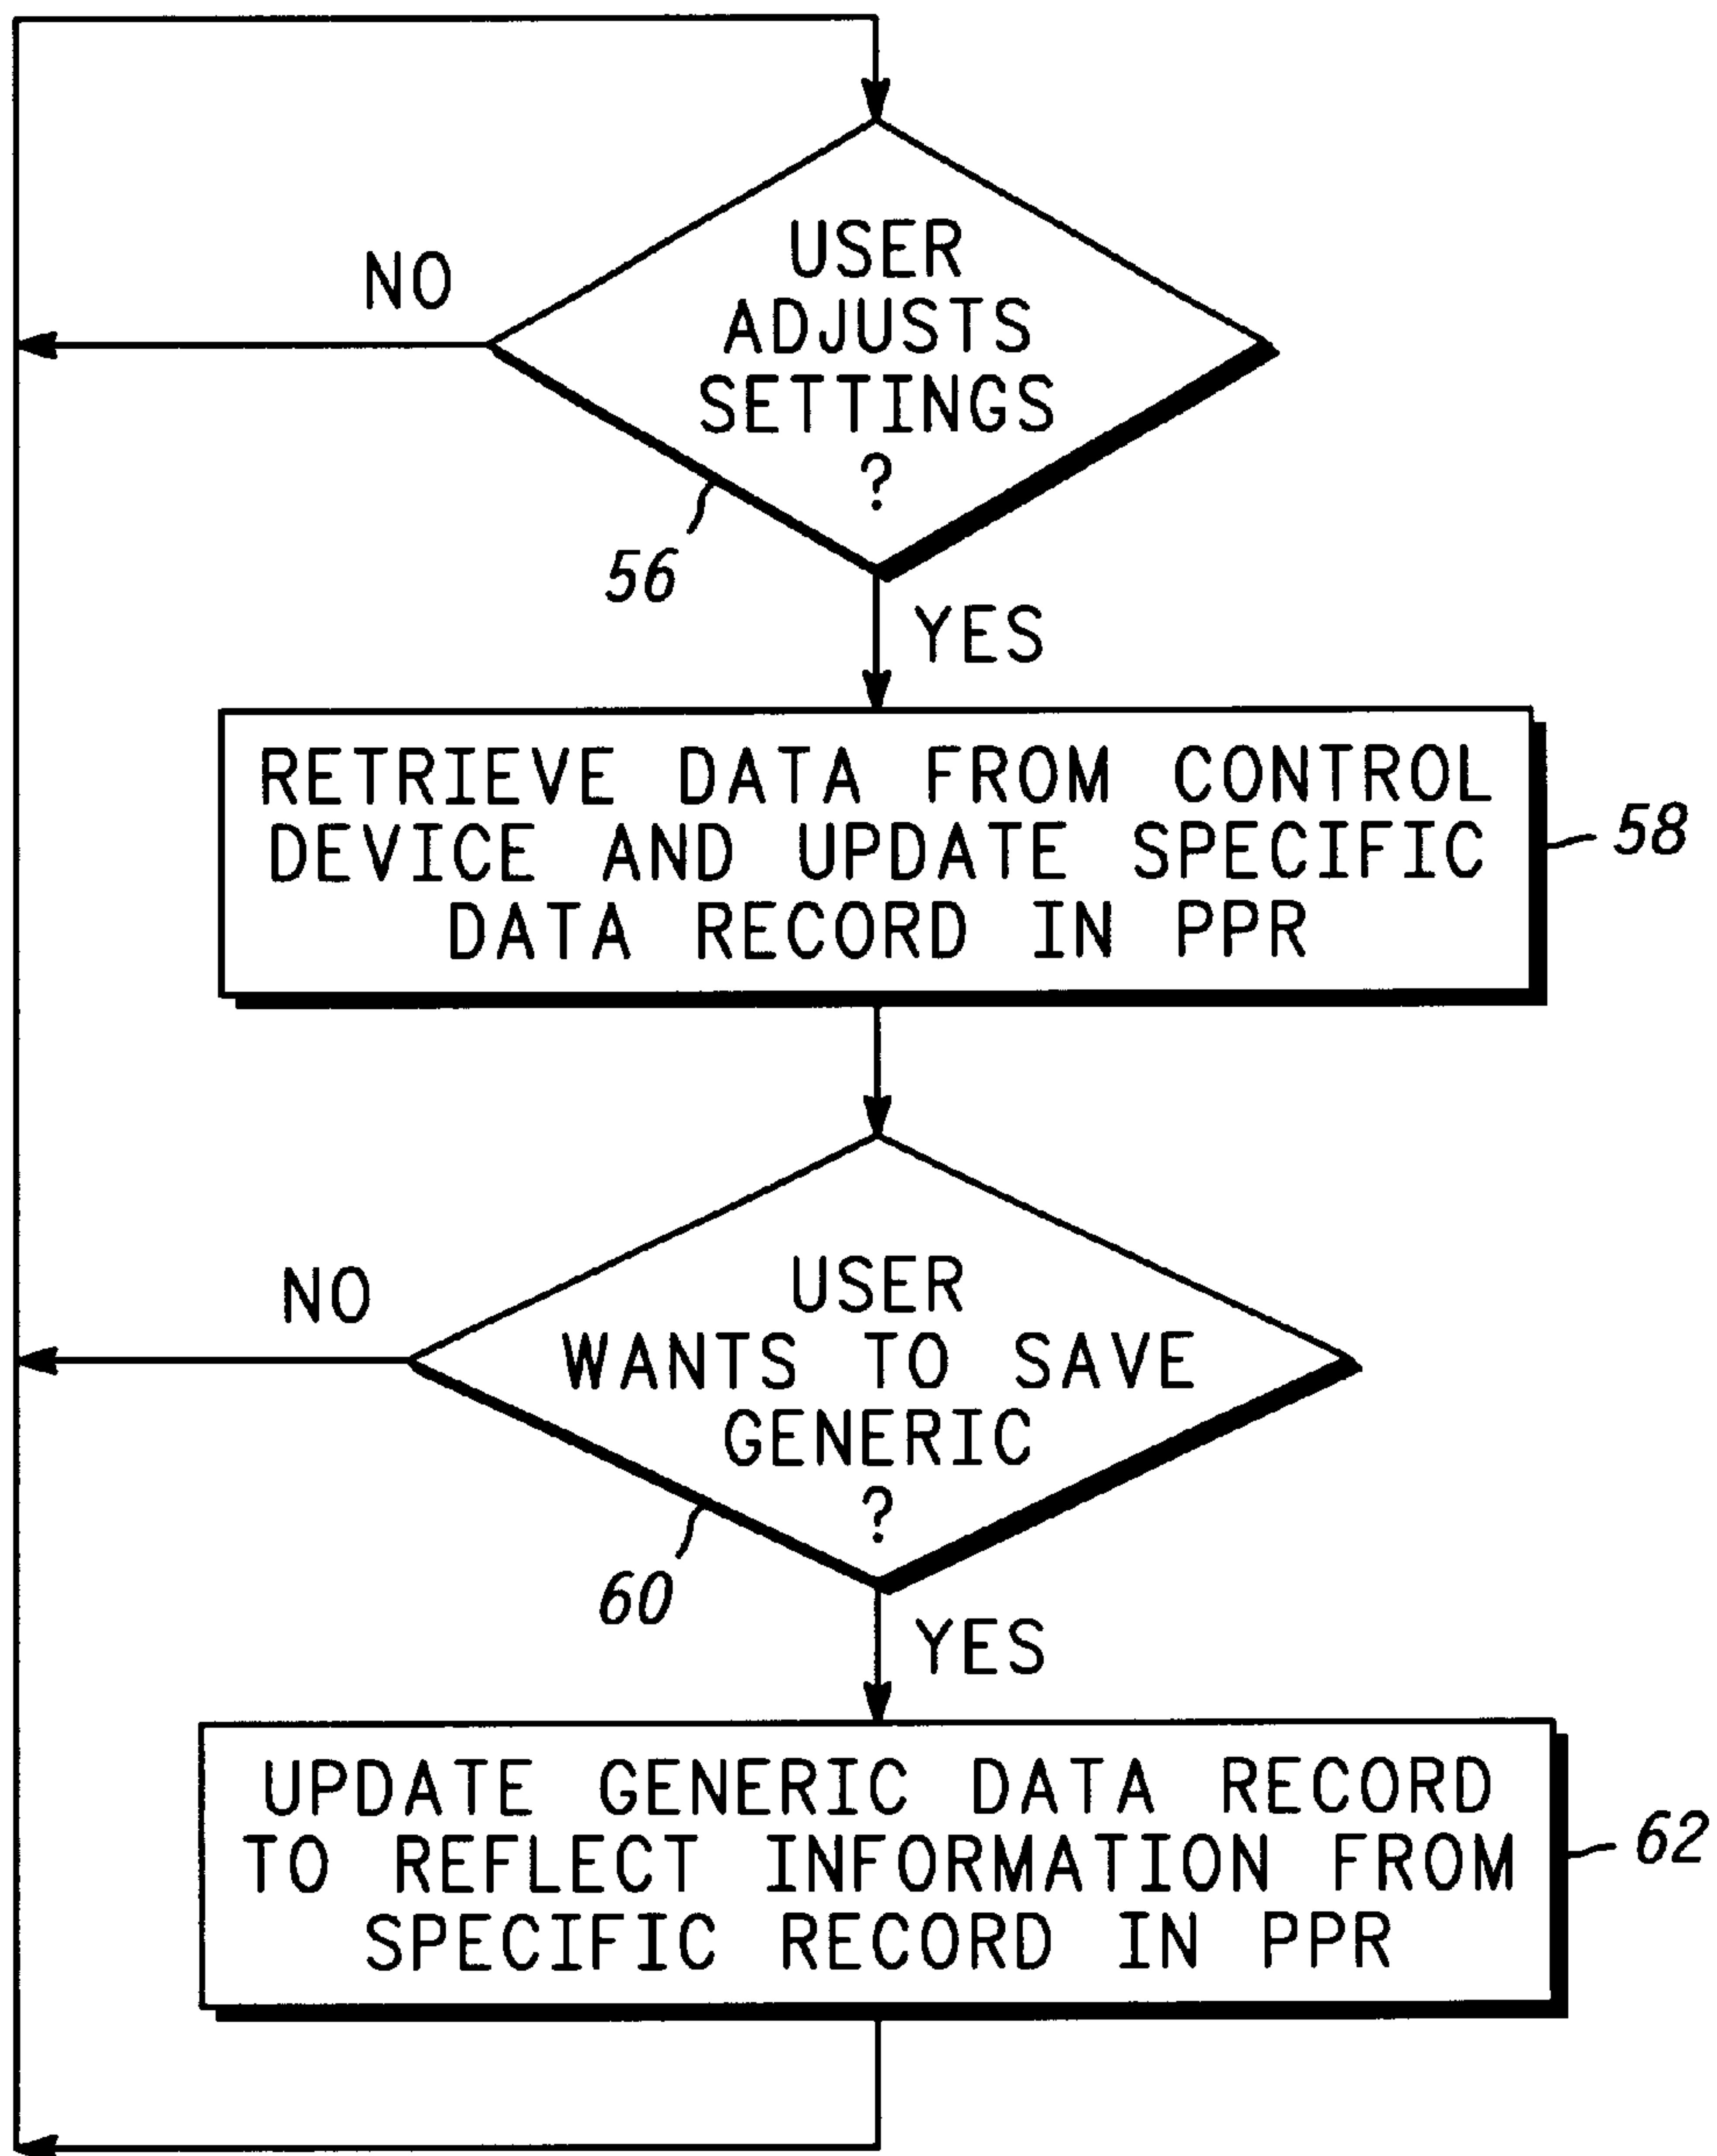 USER
ADJUSTS
SETTINGS
?
NO
56
YES
RETRIEVE DATA FROM CONTROL
DEVICE AND UPDATE SPECIFIC
DATA RECORD IN PPR
58
USER
WANTS TO SAVE
GENERIC
?
NO
60
YES
UPDATE GENERIC DATA RECORD
TO REFLECT INFORMATION FROM
SPECIFIC RECORD IN PPR
62